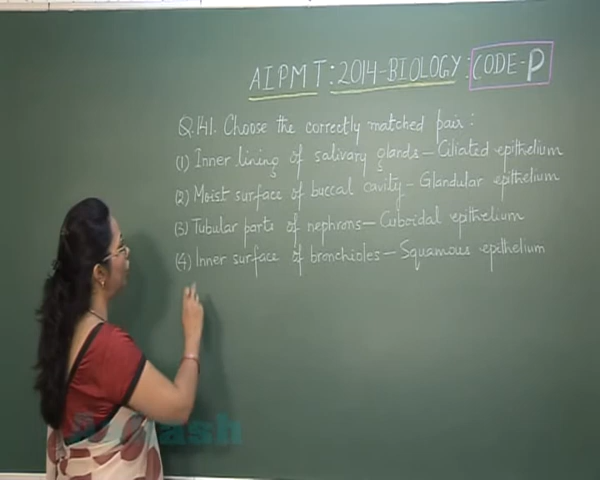 AIPMT : 2014-BIOLOGY : CODE-P
Q.141. Choose the correctly matched pair :
(1) Inner lining of salivary glands – Ciliated epithelium
(2) Moist surface of buccal cavity – Glandular epithelium
(3) Tubular parts of nephrons – Cuboidal epithelium
(4) Inner surface of bronchioles – Squamous epithelium
Aakash